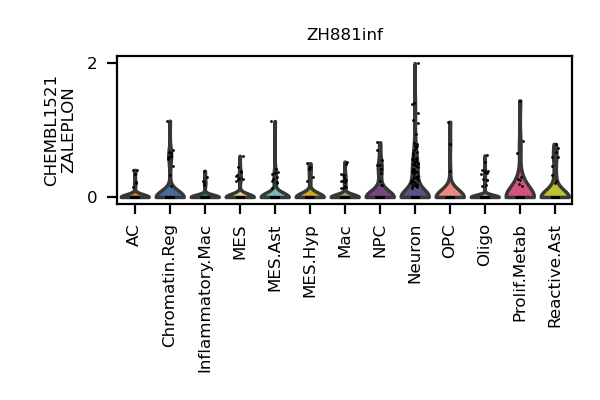 ZH881inf
CHEMBL1521
ZALEPLON
2
0
AC
Chromatin.Reg
Inflammatory.Mac
MES
MES.Ast
MES.Hyp
Mac
NPC
Neuron
OPC
Oligo
Prolif.Metab
Reactive.Ast